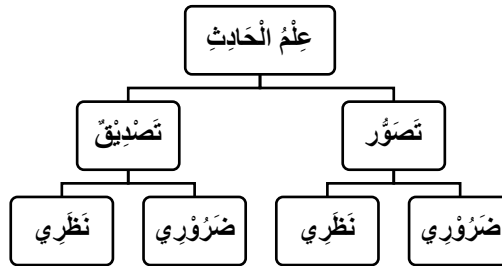 عِلْمُ الْحَادِثِ
تَصَوُّر تَصْدِيْقٌ
ضَرُوْرِي نَظَرِي ضَرُوْرِي نَظَرِي